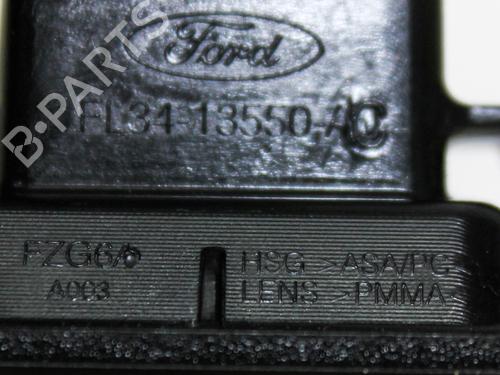 B-PARTS
Ford
FL34-13550-AC
FZG6
A003
HSG >ASA/PC
LENS >PMMA<